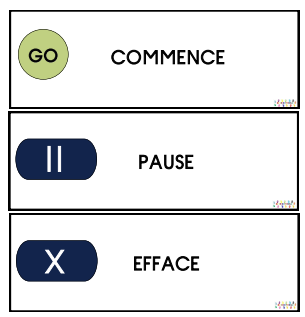 GO COMMENCE
II PAUSE
X EFFACE